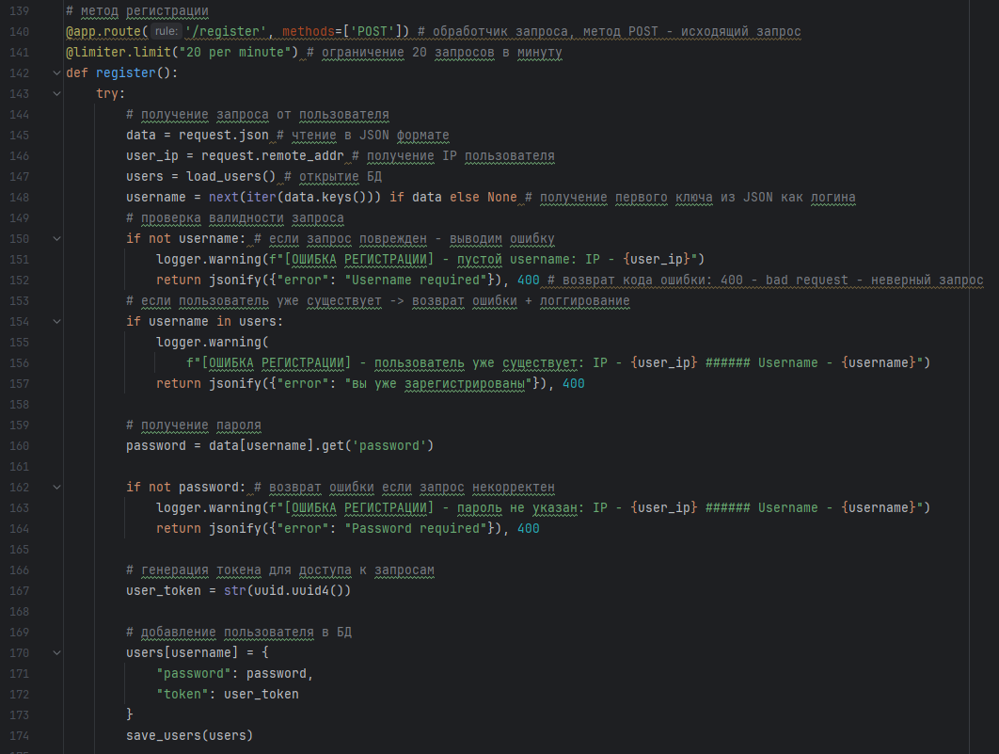 139 # метод регистрации
140 @app.route( rule: '/register', methods=['POST']) # обработчик запроса, метод POST - исходящий запрос
141 @limiter.limit("20 per minute") # ограничение 20 запросов в минуту
142 def register():
143 try:
144 # получение запроса от пользователя
145 data = request.json # чтение в JSON формате
146 user_ip = request.remote_addr # получение IP пользователя
147 users = load_users() # открытие БД
148 username = next(iter(data.keys())) if data else None # получение первого ключа из JSON как логина
149 # проверка валидности запроса
150 if not username: # если запрос поврежден - выводим ошибку
151 logger.warning(f"[ОШИБКА РЕГИСТРАЦИИ] - пустой username: IP - {user_ip}")
152 return jsonify({"error": "Username required"}), 400 # возврат кода ошибки: 400 - bad request - неверный запрос
153 # если пользователь уже существует -> возврат ошибки + логгирование
154 if username in users:
155 logger.warning(
156 f"[ОШИБКА РЕГИСТРАЦИИ] - пользователь уже существует: IP - {user_ip} ###### Username - {username}")
157 return jsonify({"error": "вы уже зарегистрированы"}), 400
158
159 # получение пароля
160 password = data[username].get('password')
161
162 if not password: # возврат ошибки если запрос некорректен
163 logger.warning(f"[ОШИБКА РЕГИСТРАЦИИ] - пароль не указан: IP - {user_ip} ###### Username - {username}")
164 return jsonify({"error": "Password required"}), 400
165
166 # генерация токена для доступа к запросам
167 user_token = str(uuid.uuid4())
168
169 # добавление пользователя в БД
170 users[username] = {
171 "password": password,
172 "token": user_token
173 }
174 save_users(users)